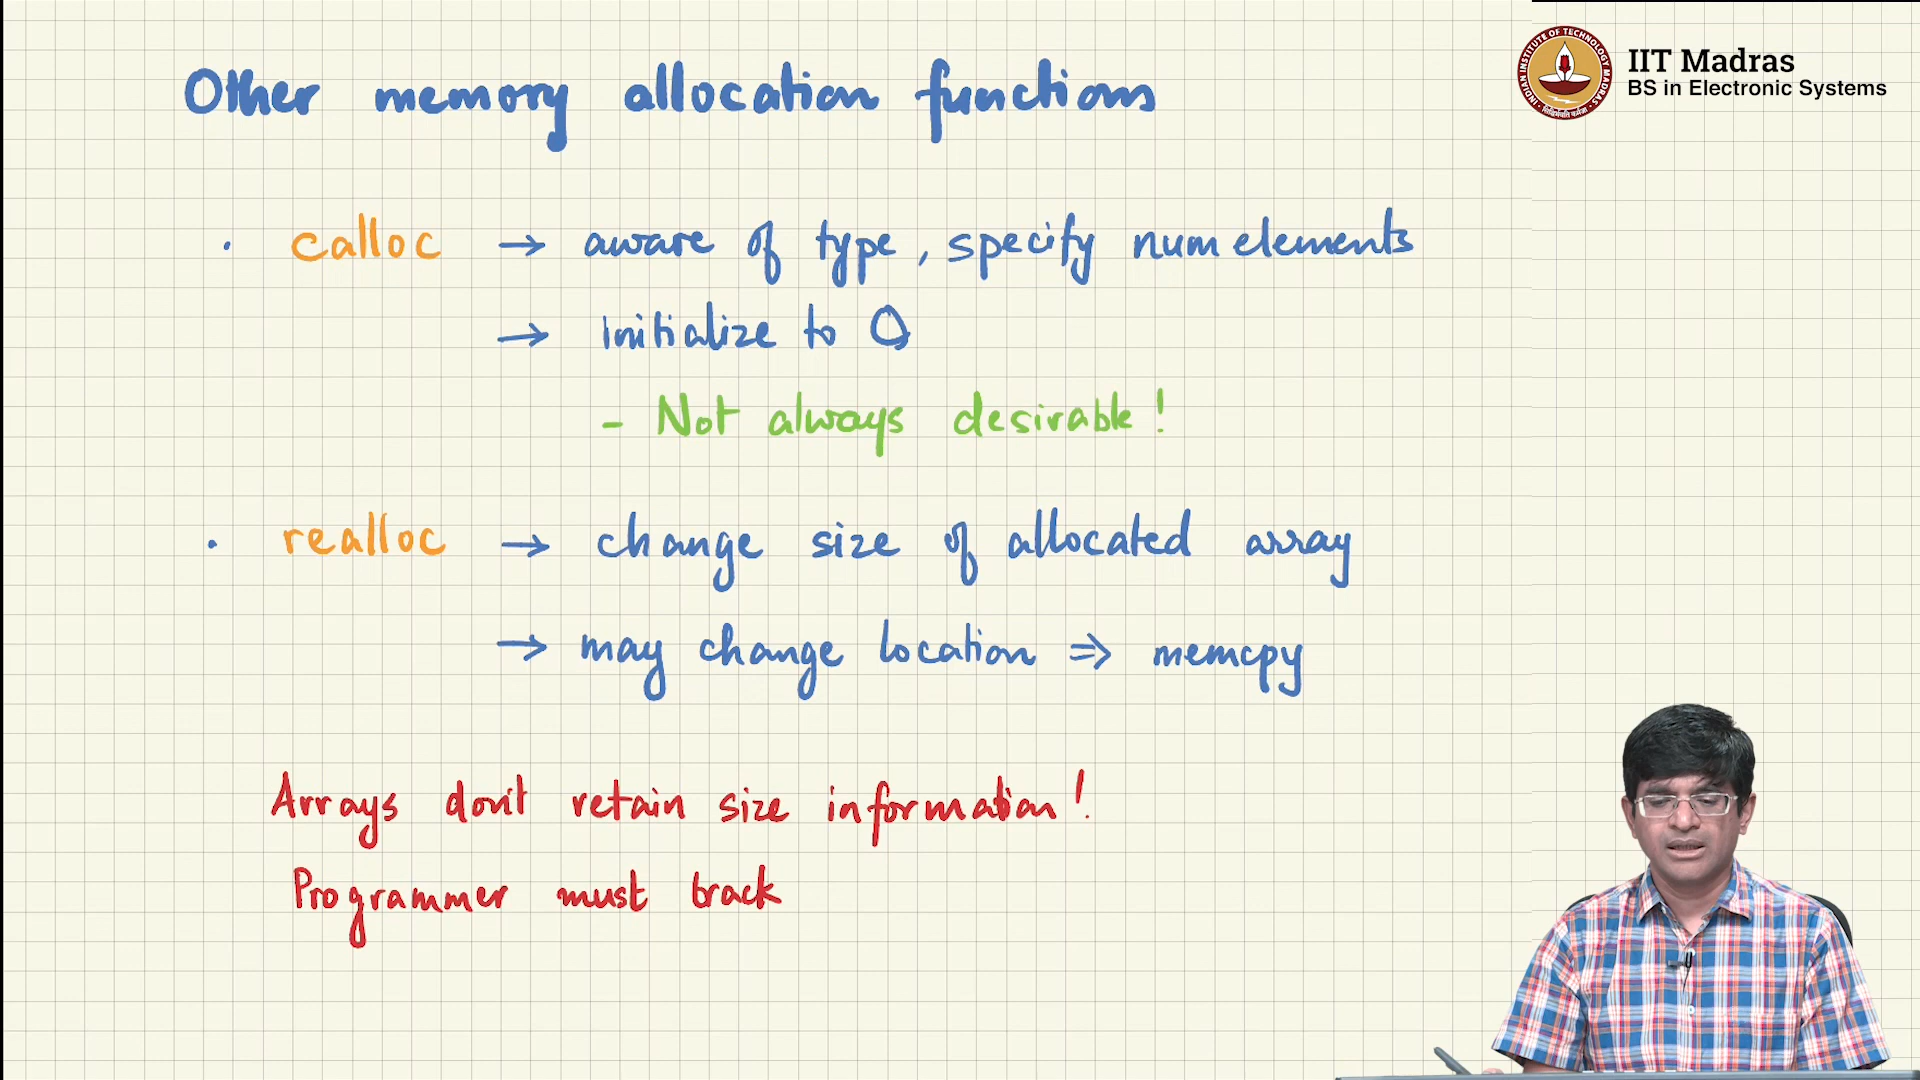 Other memory allocation functions
IIT Madras
BS in Electronic Systems
· calloc → aware of type, specify num elements
→ initialize to 0
- Not always desirable!
· realloc → change size of allocated array
→ may change location ⇒ memcpy
Arrays don't retain size information!
Programmer must track